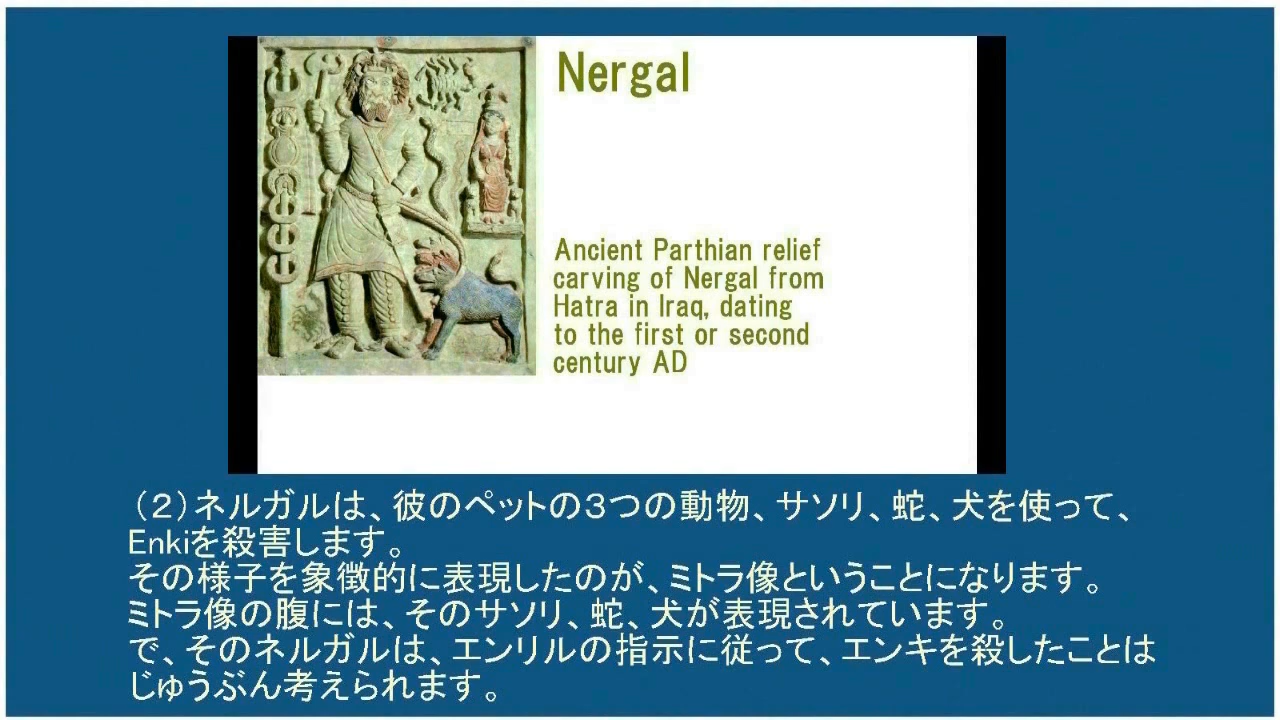 Nergal
Ancient Parthian relief
carving of Nergal from
Hatra in Iraq, dating
to the first or second
century AD
（２）ネルガルは、彼のペットの３つの動物、サソリ、蛇、犬を使って、
Enkiを殺害します。
その様子を象徴的に表現したのが、ミトラ像ということになります。
ミトラ像の腹には、そのサソリ、蛇、犬が表現されています。
で、そのネルガルは、エンリルの指示に従って、エンキを殺したことは
じゅうぶん考えられます。